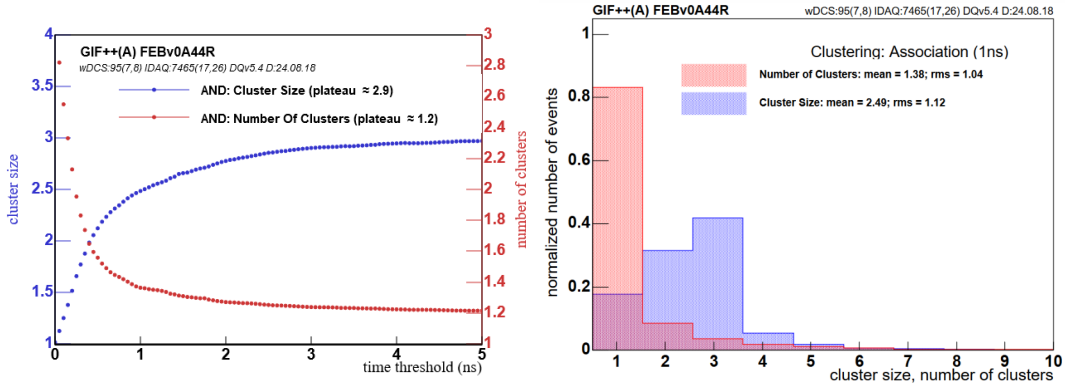 GIF++(A) FEBv0A44R
wDCS:95(7,8) IDAQ:7465(17,26) DQv5.4 D:24.08.18
AND: Cluster Size (plateau ≈ 2.9)
AND: Number Of Clusters (plateau ≈ 1.2)
cluster size
4
3.5
3
2.5
2
1.5
1
number of clusters
3
2.8
2.6
2.4
2.2
2
1.8
1.6
1.4
1.2
1
0 1 2 3 4 5
time threshold (ns)
GIF++(A) FEBv0A44R wDCS:95(7,8) IDAQ:7465(17,26) DQv5.4 D:24.08.18
Clustering: Association (1ns)
Number of Clusters: mean = 1.38; rms = 1.04
Cluster Size: mean = 2.49; rms = 1.12
normalized number of events
1
0.8
0.6
0.4
0.2
0
1 2 3 4 5 6 7 8 9 10
cluster size, number of clusters